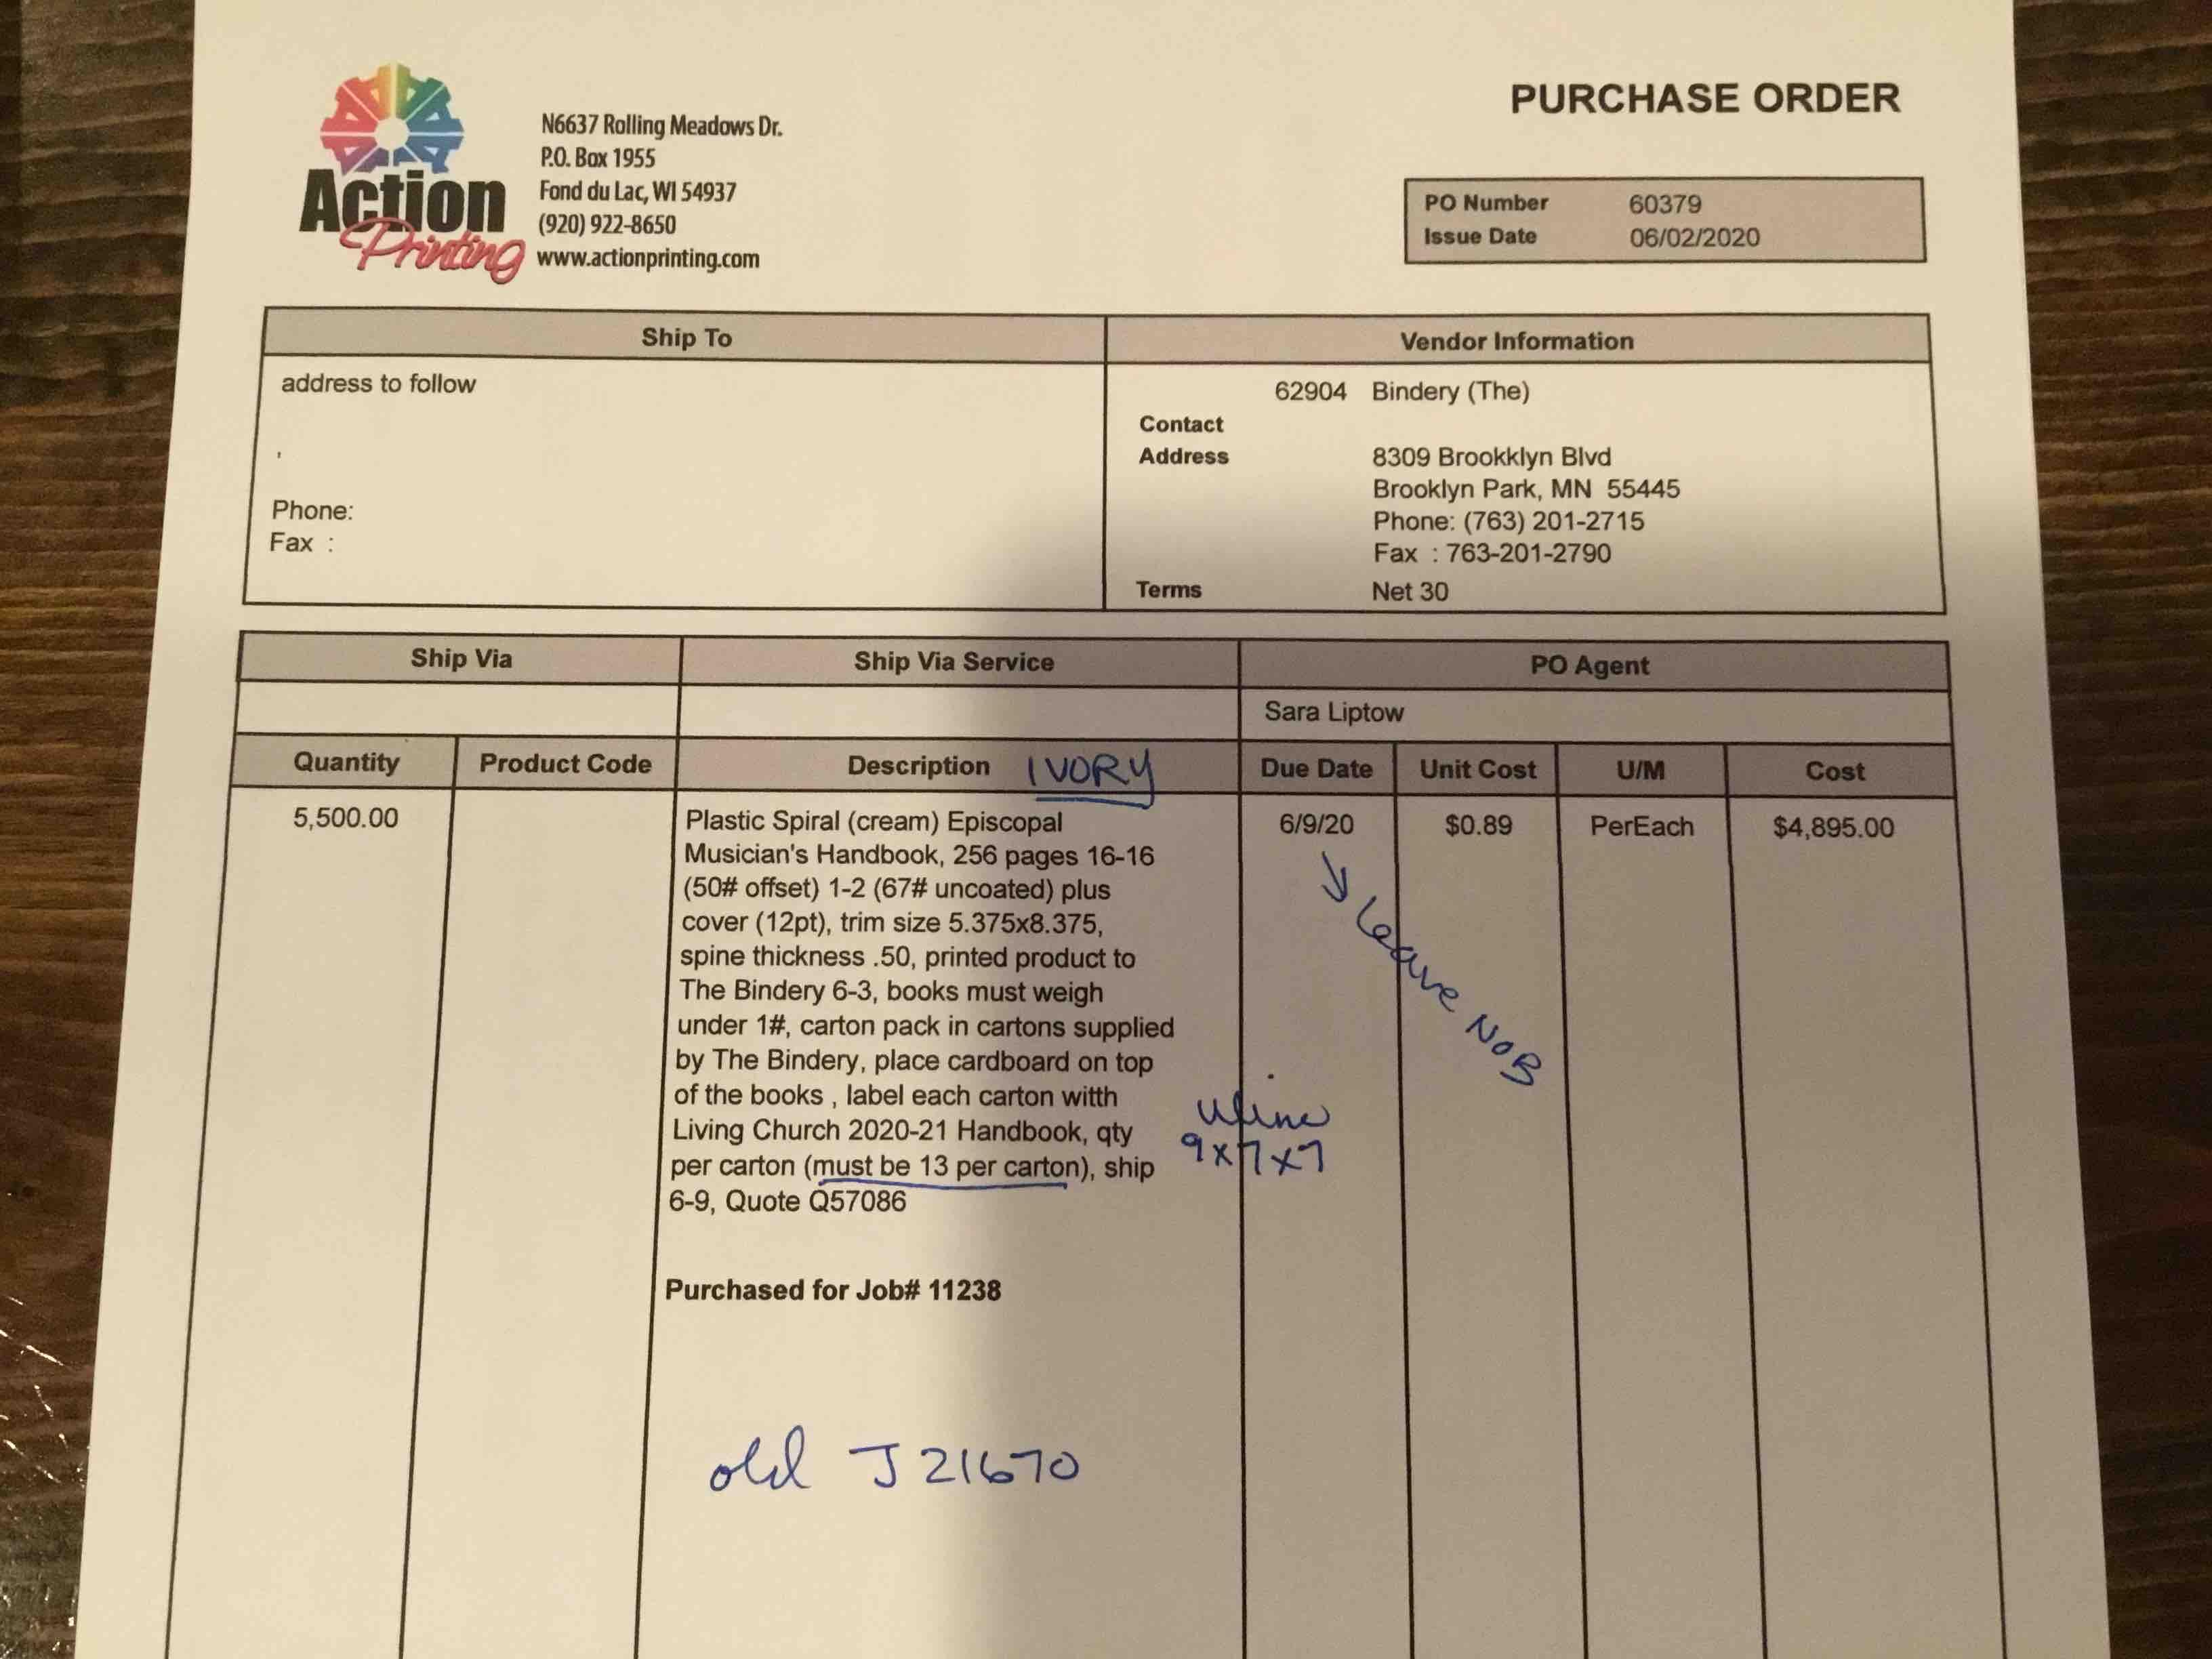 PURCHASE ORDER
Action
Printing
N6637 Rolling Meadows Dr.
P.O. Box 1955
Fond du Lac, WI 54937
(920) 922-8650
www.actionprinting.com
PO Number 60379
Issue Date 06/02/2020
Ship To
address to follow
,
Phone:
Fax :
Vendor Information
62904 Bindery (The)
Contact
Address 8309 Brookklyn Blvd
Brooklyn Park, MN 55445
Phone: (763) 201-2715
Fax : 763-201-2790
Terms Net 30
Ship Via Ship Via Service PO Agent
Sara Liptow
Quantity Product Code Description IVORY Due Date Unit Cost U/M Cost
5,500.00 Plastic Spiral (cream) Episcopal 6/9/20 $0.89 PerEach $4,895.00
Musician's Handbook, 256 pages 16-16
(50# offset) 1-2 (67# uncoated) plus
cover (12pt), trim size 5.375x8.375,
spine thickness .50, printed product to
The Bindery 6-3, books must weigh
under 1#, carton pack in cartons supplied
by The Bindery, place cardboard on top
of the books , label each carton witth
Living Church 2020-21 Handbook, qty
per carton (must be 13 per carton), ship
6-9, Quote Q57086
Leave NOB
Uline
9x7x7
Purchased for Job# 11238
old J21670